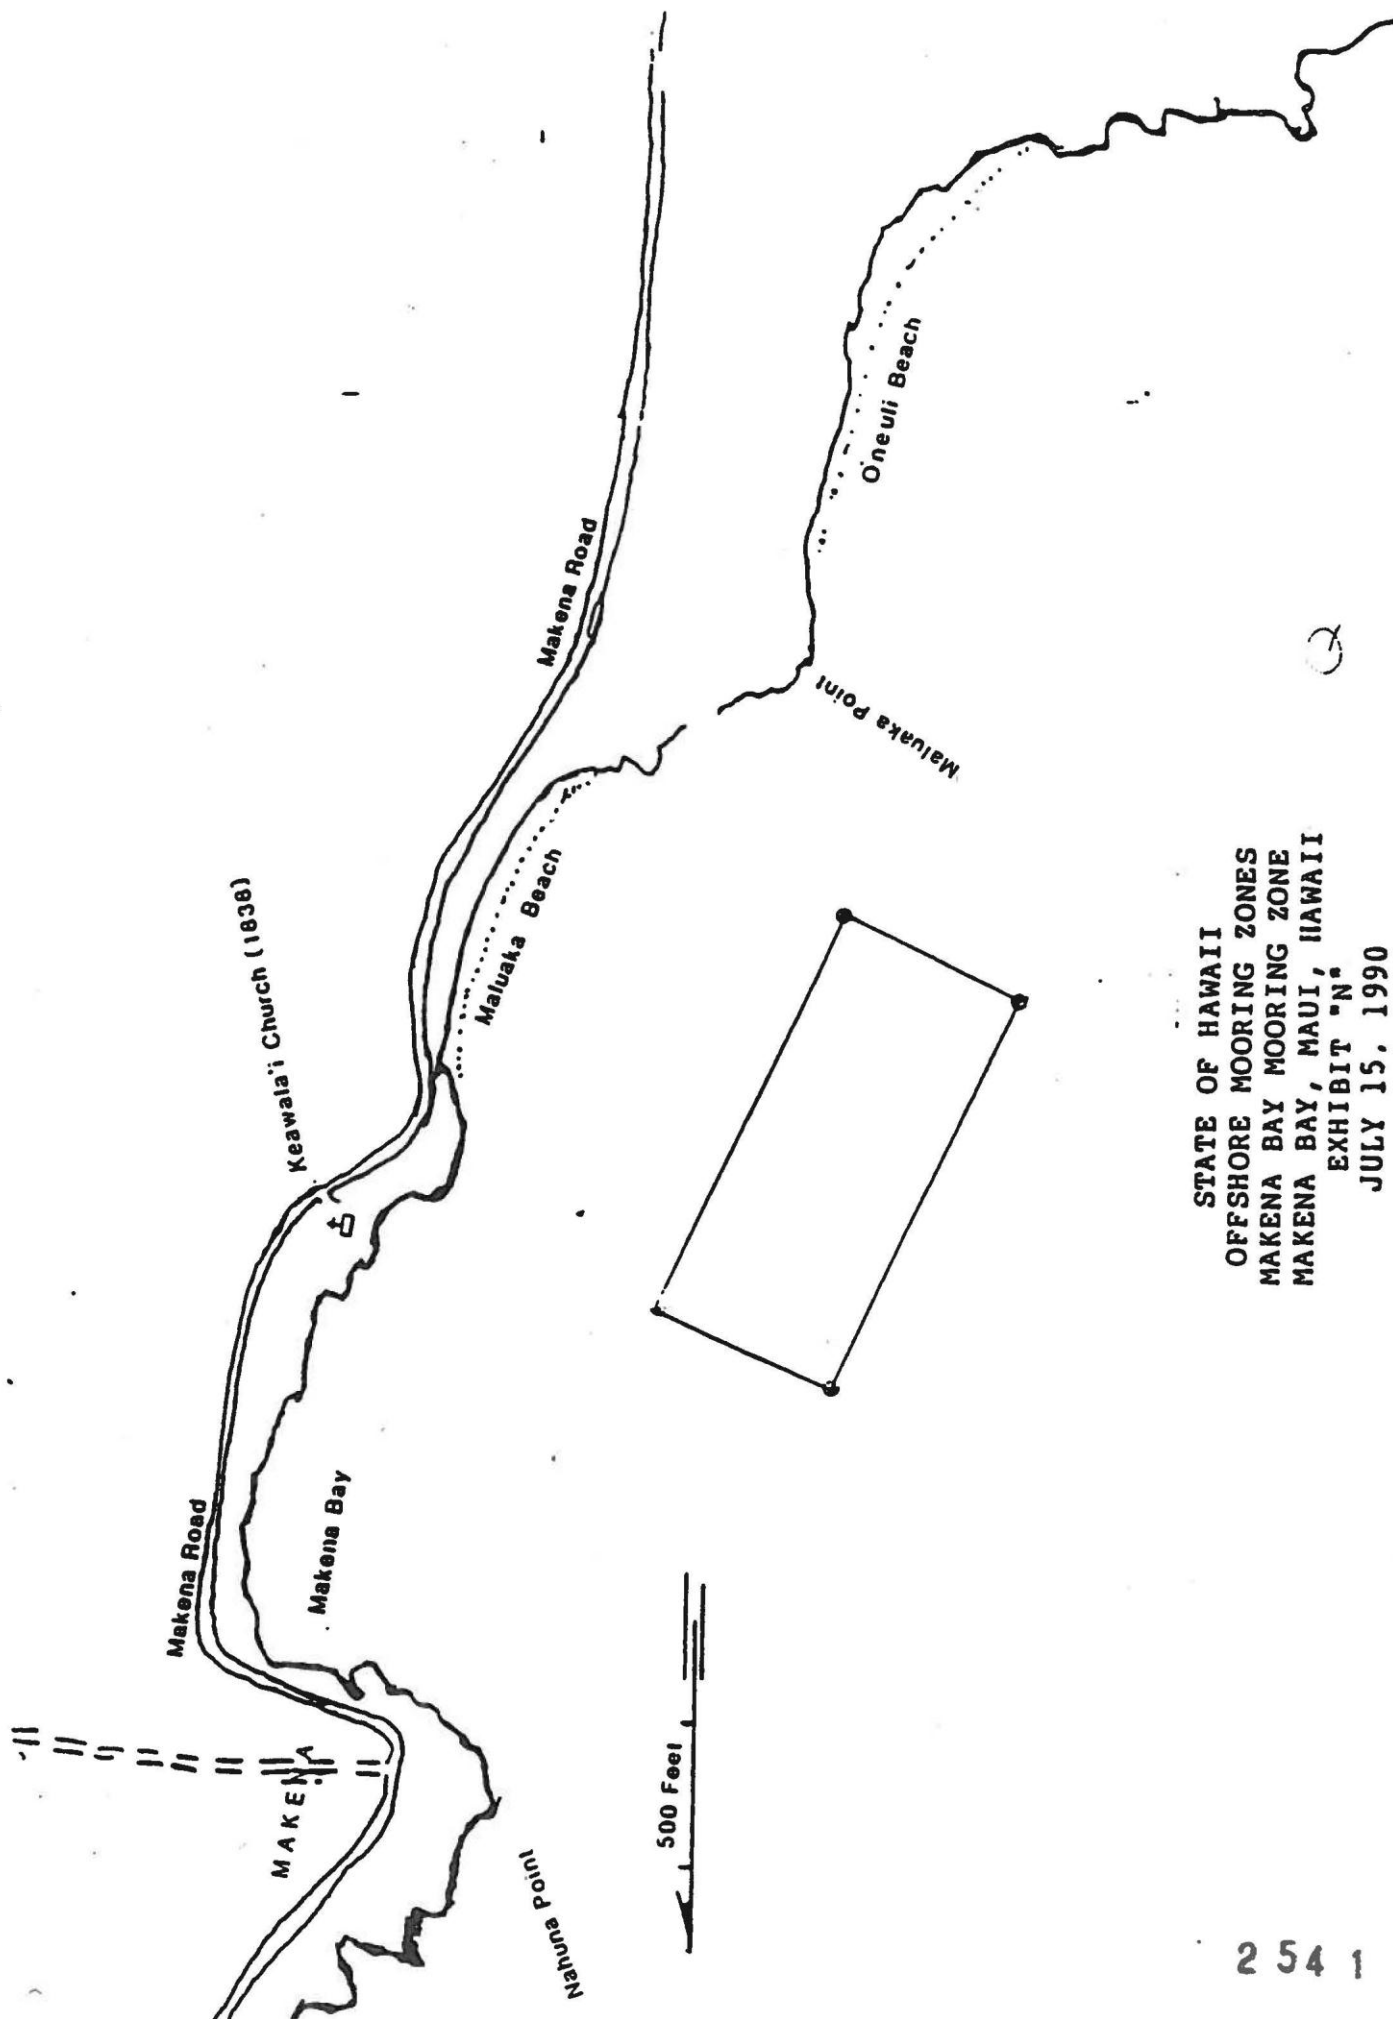 Makena Road
Oneuli Beach
Maluaka Point
Maluaka Beach
Keawala'i Church (1838)
Makena Road
Makena Bay
MAKENA
Nahuna Point
500 Feet
STATE OF HAWAII
OFFSHORE MOORING ZONES
MAKENA BAY MOORING ZONE
MAKENA BAY, MAUI, HAWAII
EXHIBIT "N"
JULY 15, 1990
2541